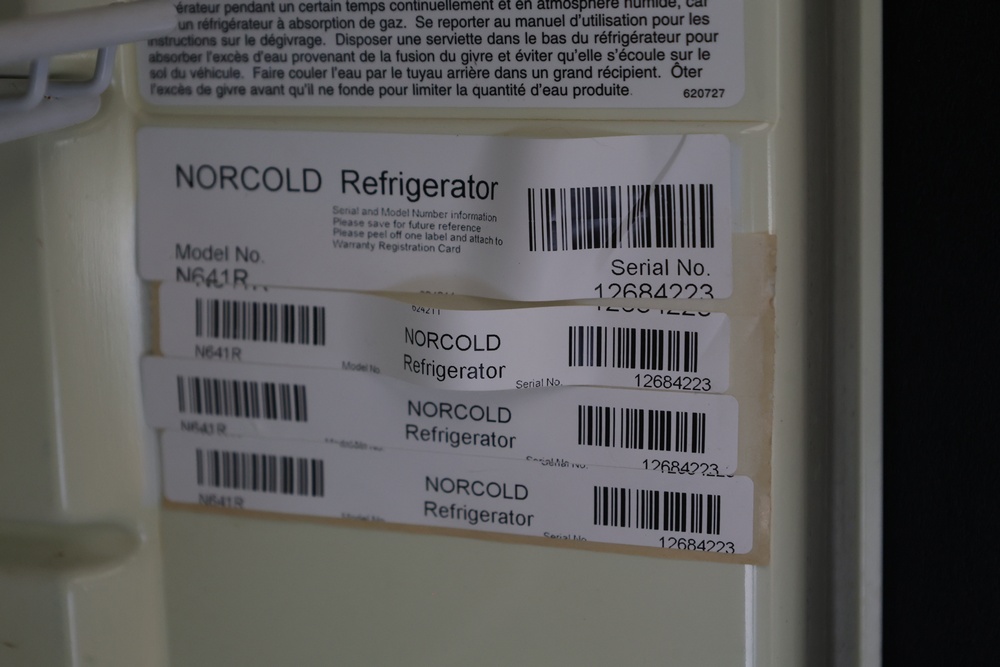 érateur pendant un certain temps continuellement et en atmosphère humide, car
un réfrigérateur à absorption de gaz. Se reporter au manuel d'utilisation pour les
instructions sur le dégivrage. Disposer une serviette dans le bas du réfrigérateur pour
absorber l'excès d'eau provenant de la fusion du givre et éviter qu'elle s'écoule sur le
sol du véhicule. Faire couler l'eau par le tuyau arrière dans un grand récipient. Ôter
l'excès de givre avant qu'il ne fonde pour limiter la quantité d'eau produite.
620727
NORCOLD Refrigerator
Serial and Model Number information
Please save for future reference
Please peel off one label and attach to
Warranty Registration Card
Model No.
N641R
Serial No.
12684223
624211
NORCOLD
Refrigerator
N641R
Model No.
Serial No.
12684223
NORCOLD
Refrigerator
N641R
12684223
NORCOLD
Refrigerator
N641R
Model No.
Serial No.
12684223